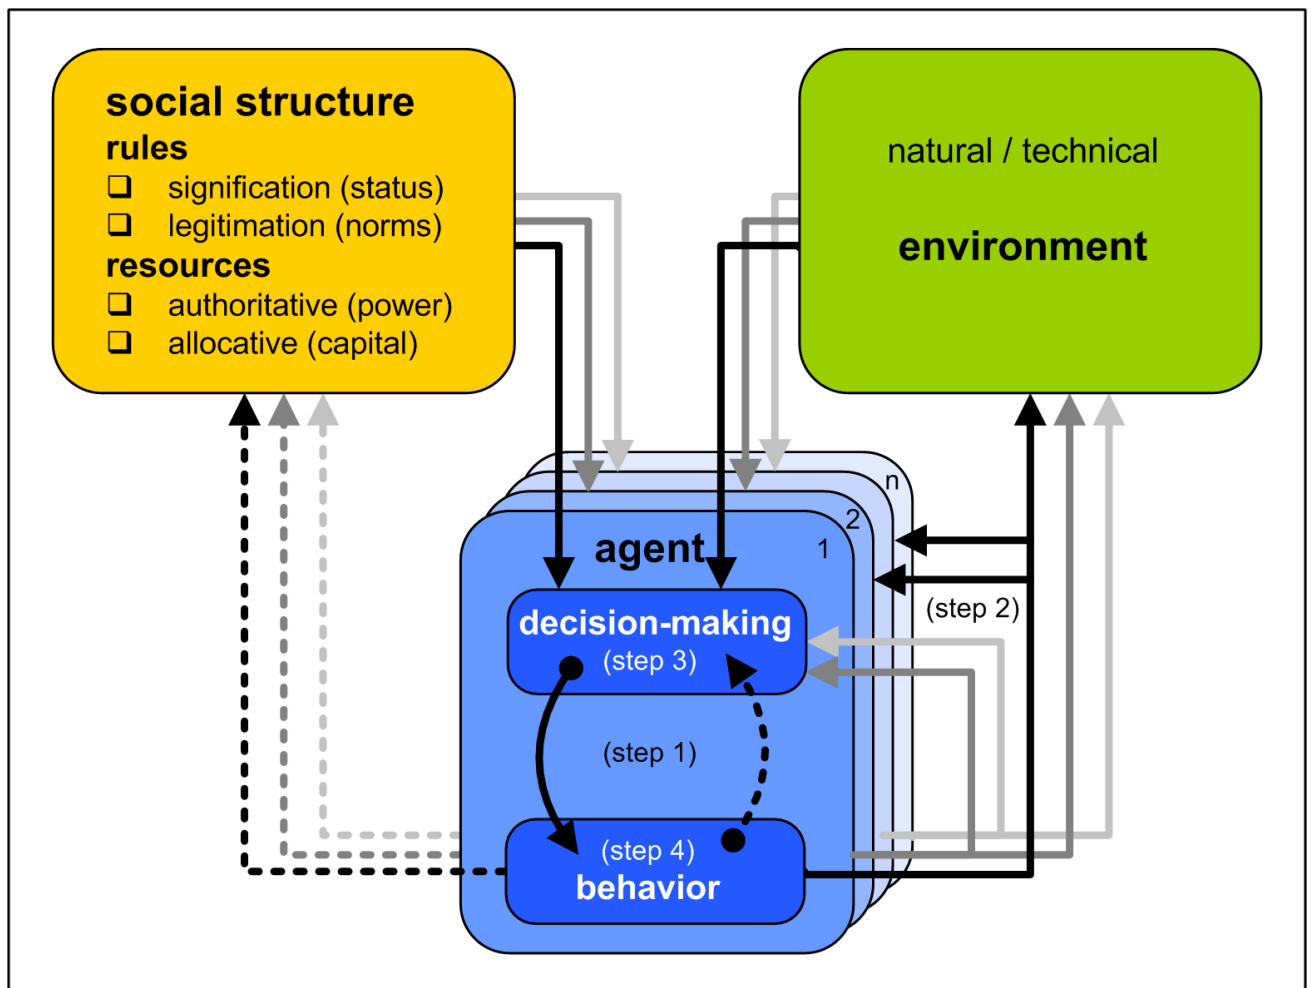 social structure
rules
❑ signification (status)
❑ legitimation (norms)
resources
❑ authoritative (power)
❑ allocative (capital)
natural / technical
environment
n
2
1
agent
decision-making
(step 3)
(step 2)
(step 1)
(step 4)
behavior